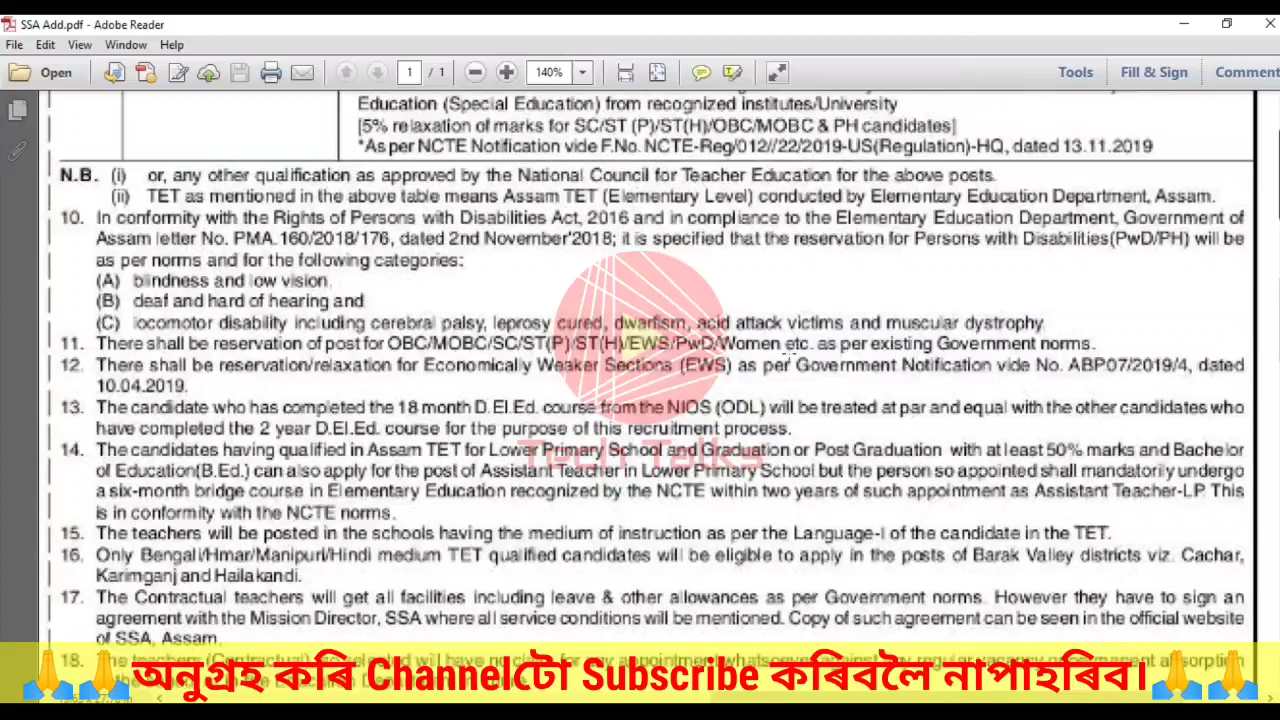 SSA Add.pdf - Adobe Reader
File Edit View Window Help
Open 1 / 1 140% Tools Fill & Sign Comment
Education (Special Education) from recognized institutes/University
[5% relaxation of marks for SC/ST (P)/ST(H)/OBC/MOBC & PH candidates]
*As per NCTE Notification vide F.No. NCTE-Reg/012//22/2019-US(Regulation)-HQ, dated 13.11.2019
N.B. (i) or, any other qualification as approved by the National Council for Teacher Education for the above posts.
(ii) TET as mentioned in the above table means Assam TET (Elementary Level) conducted by Elementary Education Department, Assam.
10. In conformity with the Rights of Persons with Disabilities Act, 2016 and in compliance to the Elementary Education Department, Government of
Assam letter No. PMA.160/2018/176, dated 2nd November'2018; it is specified that the reservation for Persons with Disabilities(PwD/PH) will be
as per norms and for the following categories:
(A) blindness and low vision,
(B) deaf and hard of hearing and
(C) locomotor disability including cerebral palsy, leprosy cured, dwarfism, acid attack victims and muscular dystrophy
11. There shall be reservation of post for OBC/MOBC/SC/ST(P)/ST(H)/EWS/PwD/Women etc. as per existing Government norms.
12. There shall be reservation/relaxation for Economically Weaker Sections (EWS) as per Government Notification vide No. ABP07/2019/4, dated
10.04.2019.
13. The candidate who has completed the 18 month D.El.Ed. course from the NIOS (ODL) will be treated at par and equal with the other candidates who
have completed the 2 year D.El.Ed. course for the purpose of this recruitment process.
14. The candidates having qualified in Assam TET for Lower Primary School and Graduation or Post Graduation with at least 50% marks and Bachelor
of Education(B.Ed.) can also apply for the post of Assistant Teacher in Lower Primary School but the person so appointed shall mandatorily undergo
a six-month bridge course in Elementary Education recognized by the NCTE within two years of such appointment as Assistant Teacher-LP This
is in conformity with the NCTE norms.
15. The teachers will be posted in the schools having the medium of instruction as per the Language-I of the candidate in the TET.
16. Only Bengali/Hmar/Manipuri/Hindi medium TET qualified candidates will be eligible to apply in the posts of Barak Valley districts viz. Cachar,
Karimganj and Hailakandi.
17. The Contractual teachers will get all facilities including leave & other allowances as per Government norms. However they have to sign an
agreement with the Mission Director, SSA where all service conditions will be mentioned. Copy of such agreement can be seen in the official website
of SSA, Assam.
18.
Tech Talks
অনুগ্ৰহ কৰি Channelটো Subscribe কৰিবলৈ নাপাহৰিব।